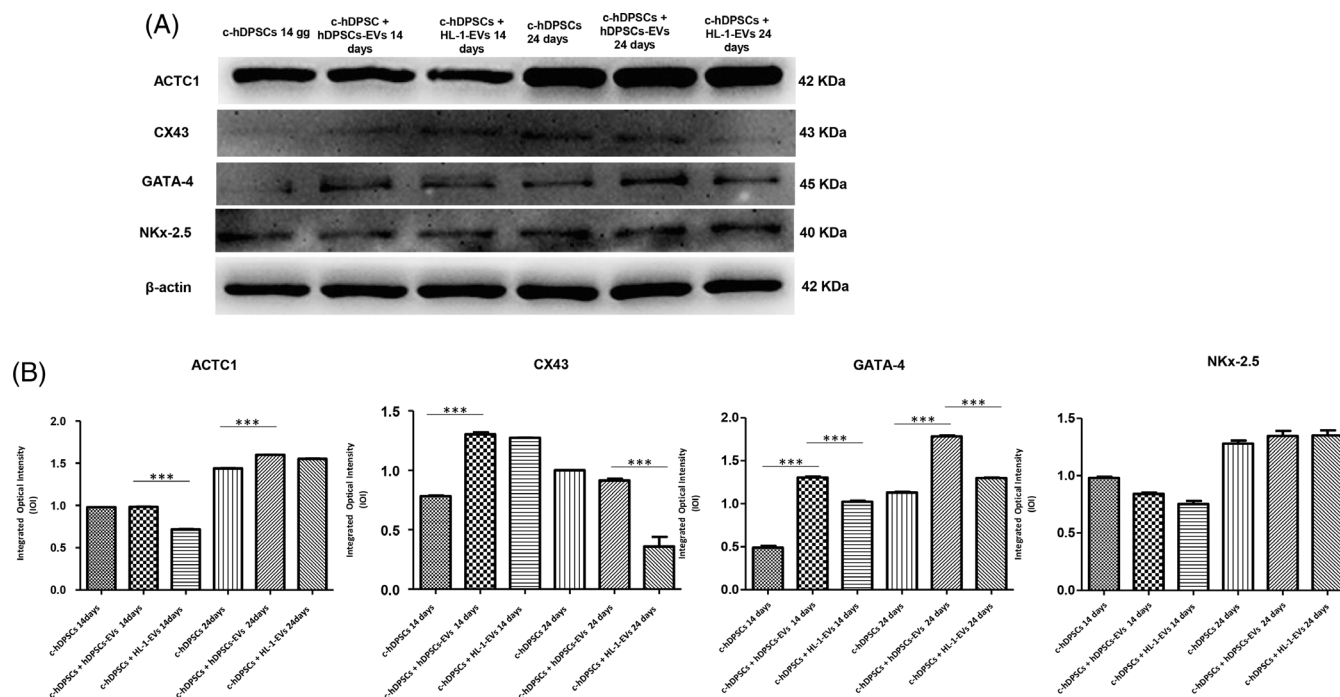 (A)
c-hDPSCs 14 gg
c-hDPSC +
hDPSCs-EVs 14
days
c-hDPSCs +
HL-1-EVs 14
days
c-hDPSCs
24 days
c-hDPSCs +
hDPSCs-EVs
24 days
c-hDPSCs
+ HL-1-EVs 24
days
ACTC1
42 KDa
CX43
43 KDa
GATA-4
45 KDa
NKx-2.5
40 KDa
β-actin
42 KDa
(B)
ACTC1
Integrated Optical Intensity
(IOI)
2.0
1.5
1.0
0.5
0.0
***
***
c-hDPSCs 14days
c-hDPSCs + hDPSCs-EVs 14days
c-hDPSCs + HL-1-EVs 14days
c-hDPSCs 24days
c-hDPSCs + hDPSCs-EVs 24days
c-hDPSCs + HL-1-EVs 24days
CX43
Integrated Optical Intensity
(IOI)
1.5
1.0
0.5
0.0
***
***
c-hDPSCs 14 days
c-hDPSCs + hDPSCs-EVs 14 days
c-hDPSCs + HL-1-EVs 14 days
c-hDPSCs 24 days
c-hDPSCs + hDPSCs-EVs 24 days
c-hDPSCs + HL-1-EVs 24 days
GATA-4
Integrated Optical Intensity
(IOI)
2.0
1.5
1.0
0.5
0.0
***
***
***
***
c-hDPSCs 14 days
c-hDPSCs + hDPSCs-EVs 14 days
c-hDPSCs + HL-1-EVs 14 days
c-hDPSCs 24 days
c-hDPSCs + hDPSCs-EVs 24 days
c-hDPSCs + HL-1-EVs 24 days
NKx-2.5
Integrated Optical Intensity
(IOI)
1.5
1.0
0.5
0.0
c-hDPSCs 14 days
c-hDPSCs + hDPSCs-EVs 14 days
c-hDPSCs + HL-1-EVs 14 days
c-hDPSCs 24 days
c-hDPSCs + hDPSCs-EVs 24 days
c-hDPSCs + HL-1-EVs 24 days